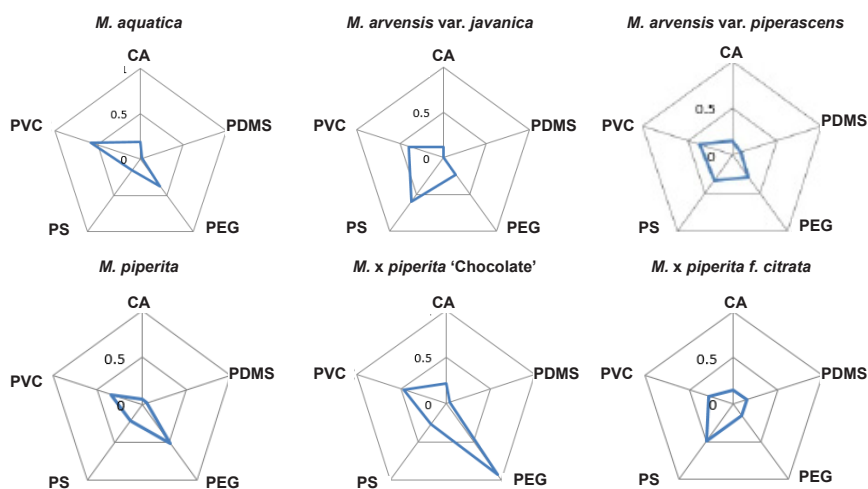 M. aquatica
M. arvensis var. javanica
M. arvensis var. piperascens
CA
CA
CA
1
0.5
0.5
0.5
PVC
PDMS
PVC
PDMS
PVC
PDMS
0
0
0
PS
PEG
PS
PEG
PS
PEG
M. piperita
M. x piperita ‘Chocolate’
M. x piperita f. citrata
CA
CA
CA
0.5
0.5
0.5
PVC
PDMS
PVC
PDMS
PVC
PDMS
0
0
0
PS
PEG
PS
PEG
PS
PEG